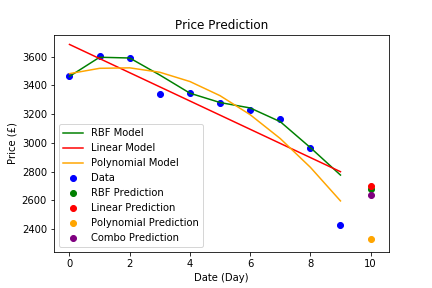 Price Prediction
Price (£)
3600
3400
3200
3000
2800
2600
2400
RBF Model
Linear Model
Polynomial Model
Data
RBF Prediction
Linear Prediction
Polynomial Prediction
Combo Prediction
0 2 4 6 8 10
Date (Day)